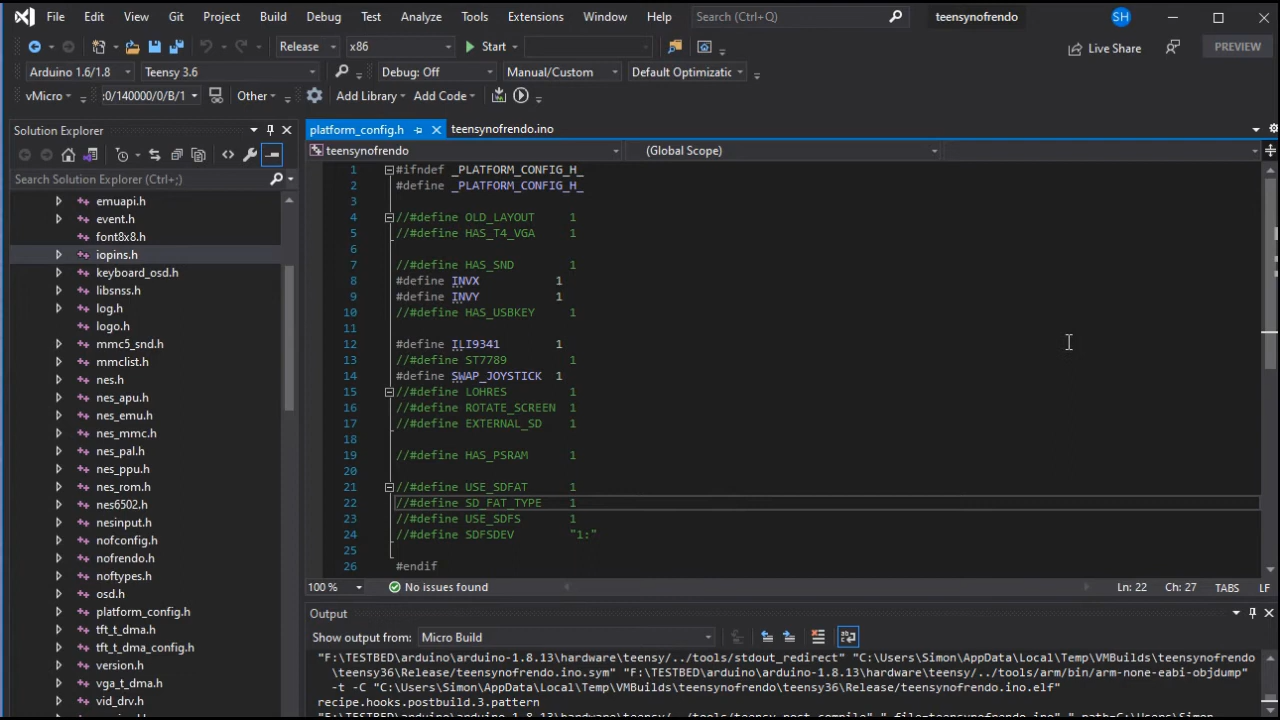 File Edit View Git Project Build Debug Test Analyze Tools Extensions Window Help Search (Ctrl+Q) teensynofrendo SH
Release x86 Start Live Share PREVIEW
Arduino 1.6/1.8 Teensy 3.6 Debug: Off Manual/Custom Default Optimizatic
vMicro :0/140000/0/B/1 Other Add Library Add Code
Solution Explorer
Search Solution Explorer (Ctrl+;)
emuapi.h
event.h
font8x8.h
iopins.h
keyboard_osd.h
libsnss.h
log.h
logo.h
mmc5_snd.h
mmclist.h
nes.h
nes_apu.h
nes_emu.h
nes_mmc.h
nes_pal.h
nes_ppu.h
nes_rom.h
nes6502.h
nesinput.h
nofconfig.h
nofrendo.h
noftypes.h
osd.h
platform_config.h
tft_t_dma.h
tft_t_dma_config.h
version.h
vga_t_dma.h
vid_drv.h
platform_config.h teensynofrendo.ino
teensynofrendo (Global Scope)
1 #ifndef _PLATFORM_CONFIG_H_
2 #define _PLATFORM_CONFIG_H_
3
4 //#define OLD_LAYOUT 1
5 //#define HAS_T4_VGA 1
6
7 //#define HAS_SND 1
8 #define INVX 1
9 #define INVY 1
10 //#define HAS_USBKEY 1
11
12 #define ILI9341 1
13 //#define ST7789 1
14 #define SWAP_JOYSTICK 1
15 //#define LOHRES 1
16 //#define ROTATE_SCREEN 1
17 //#define EXTERNAL_SD 1
18
19 //#define HAS_PSRAM 1
20
21 //#define USE_SDFAT 1
22 //#define SD_FAT_TYPE 1
23 //#define USE_SDFS 1
24 //#define SDFSDEV "1:"
25
26 #endif
100 % No issues found Ln: 22 Ch: 27 TABS LF
Output
Show output from: Micro Build
"F:\TESTBED\arduino\arduino-1.8.13\hardware\teensy/../tools/stdout_redirect" "C:\Users\Simon\AppData\Local\Temp\VMBuilds\teensynofrendo
\teensy36\Release/teensynofrendo.ino.sym" "F:\TESTBED\arduino\arduino-1.8.13\hardware\teensy/../tools/arm/bin/arm-none-eabi-objdump"
-t -C "C:\Users\Simon\AppData\Local\Temp\VMBuilds\teensynofrendo\teensy36\Release/teensynofrendo.ino.elf"
recipe.hooks.postbuild.3.pattern